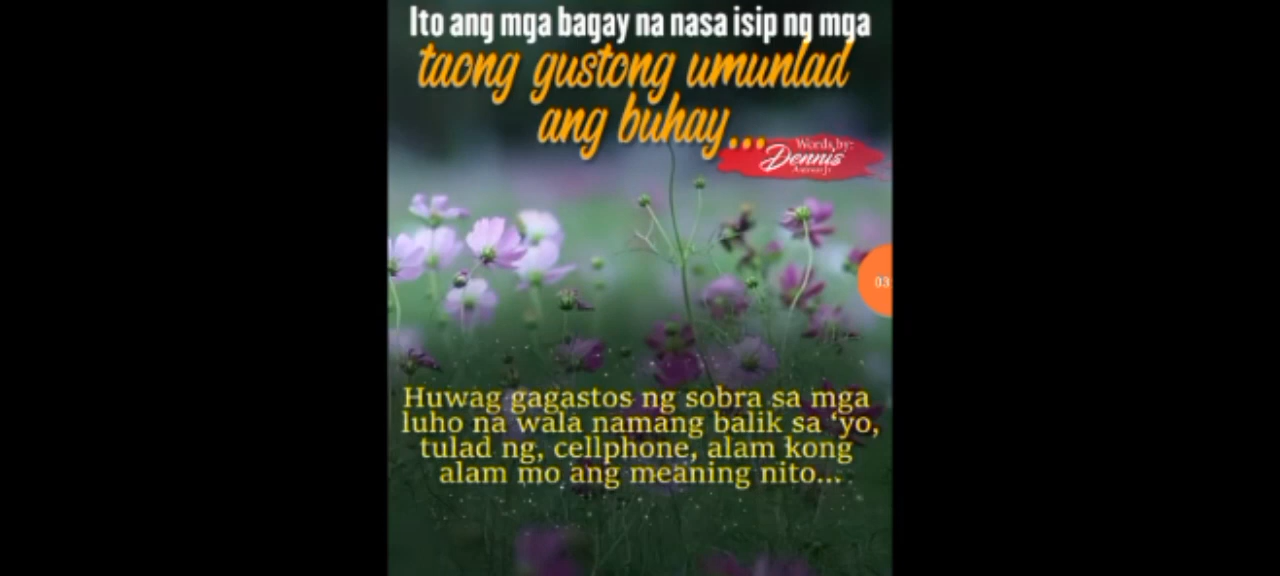 Ito ang mga bagay na nasa isip ng mga
taong gustong umunlad
ang buhay...
Words by:
Dennis
Huwag gagastos ng sobra sa mga
luho na wala namang balik sa ‘yo,
tulad ng, cellphone, alam kong
alam mo ang meaning nito...
03